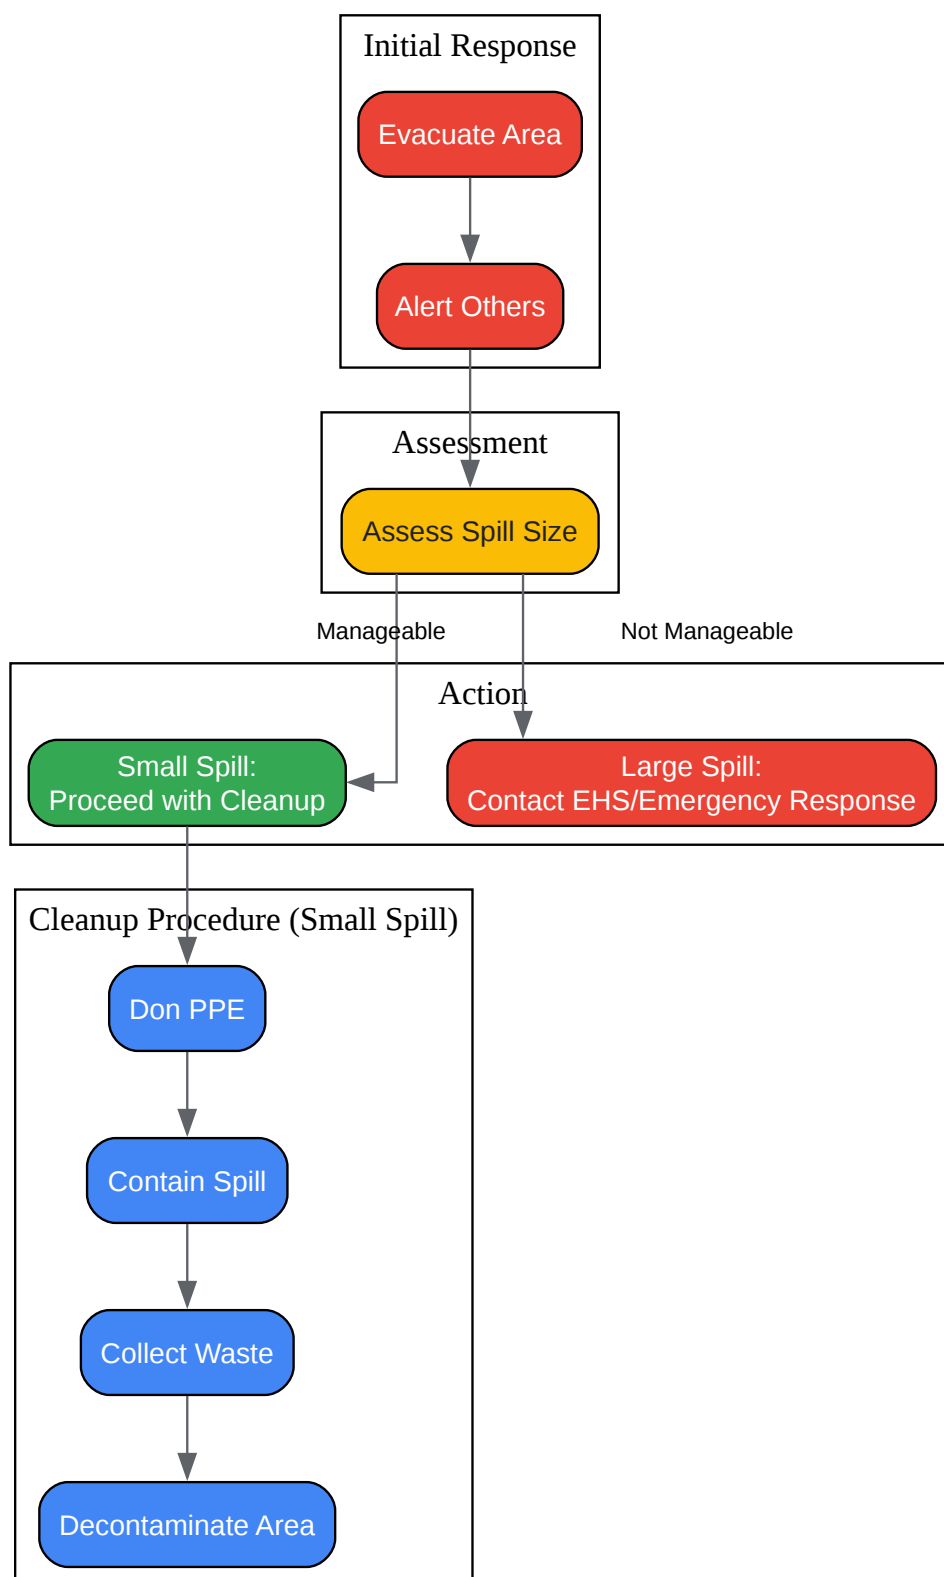 Initial Response
Evacuate Area
Alert Others
Assessment
Assess Spill Size
Manageable
Not Manageable
Action
Small Spill:
Proceed with Cleanup
Large Spill:
Contact EHS/Emergency Response
Cleanup Procedure (Small Spill)
Don PPE
Contain Spill
Collect Waste
Decontaminate Area